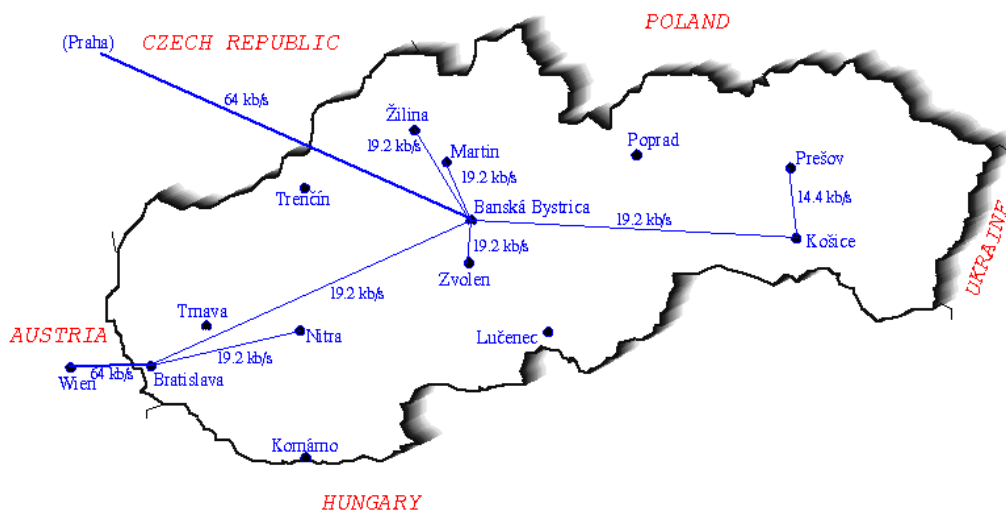 POLAND
(Praha)
CZECH REPUBLIC
64 kb/s
Žilina
19.2 kb/s
Martin
19.2 kb/s
Poprad
Prešov
Trenčín
14.4 kb/s
Banská Bystrica
19.2 kb/s
Košice
19.2 kb/s
Zvolen
UKRAINE
19.2 kb/s
Trnava
AUSTRIA
Nitra
Lučenec
19.2 kb/s
64 kb/s
Wien
Bratislava
Komárno
HUNGARY